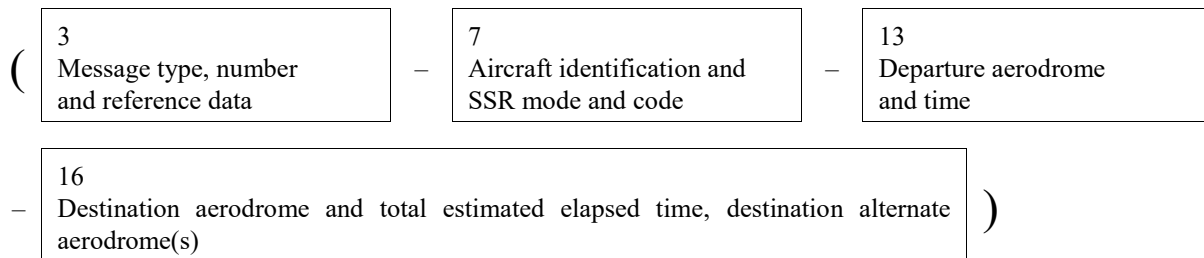 ( 3 7 13
Message type, number – Aircraft identification and – Departure aerodrome
and reference data SSR mode and code and time
16
– Destination aerodrome and total estimated elapsed time, destination alternate )
aerodrome(s)